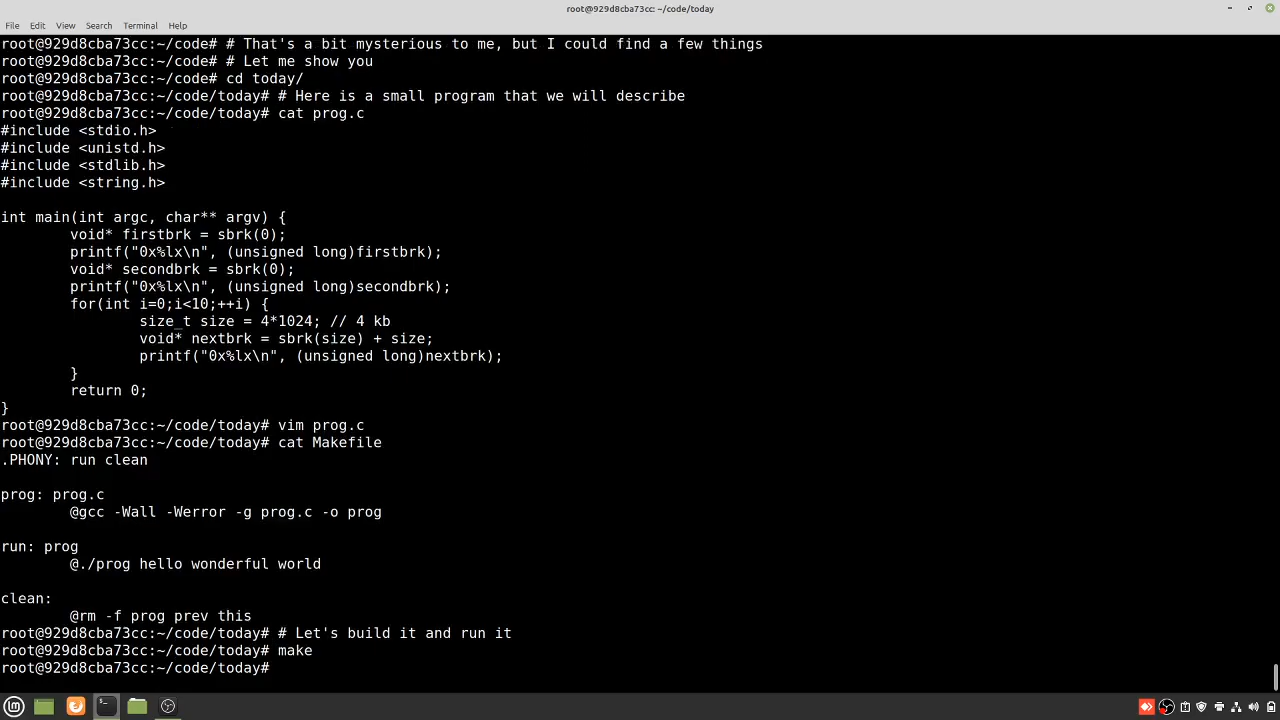 root@929d8cba73cc: ~/code/today
File Edit View Search Terminal Help
root@929d8cba73cc:~/code# # That's a bit mysterious to me, but I could find a few things
root@929d8cba73cc:~/code# # Let me show you
root@929d8cba73cc:~/code# cd today/
root@929d8cba73cc:~/code/today# # Here is a small program that we will describe
root@929d8cba73cc:~/code/today# cat prog.c
#include <stdio.h>
#include <unistd.h>
#include <stdlib.h>
#include <string.h>

int main(int argc, char** argv) {
        void* firstbrk = sbrk(0);
        printf("0x%lx\n", (unsigned long)firstbrk);
        void* secondbrk = sbrk(0);
        printf("0x%lx\n", (unsigned long)secondbrk);
        for(int i=0;i<10;++i) {
                size_t size = 4*1024; // 4 kb
                void* nextbrk = sbrk(size) + size;
                printf("0x%lx\n", (unsigned long)nextbrk);
        }
        return 0;
}
root@929d8cba73cc:~/code/today# vim prog.c
root@929d8cba73cc:~/code/today# cat Makefile
.PHONY: run clean

prog: prog.c
        @gcc -Wall -Werror -g prog.c -o prog

run: prog
        @./prog hello wonderful world

clean:
        @rm -f prog prev this
root@929d8cba73cc:~/code/today# # Let's build it and run it
root@929d8cba73cc:~/code/today# make
root@929d8cba73cc:~/code/today#